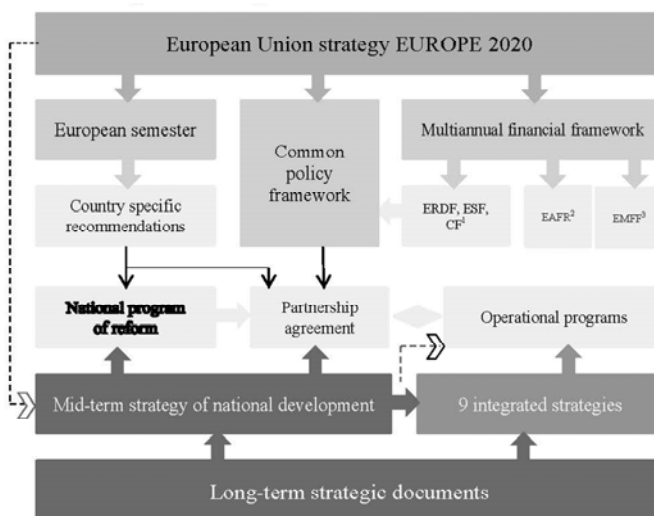 European Union strategy EUROPE 2020
European semester
Common
policy
framework
Multiannual financial framework
Country specific
recommendations
ERDF, ESF,
CF¹
EAFR²
EMFF³
National program
of reform
Partnership
agreement
Operational programs
Mid-term strategy of national development
9 integrated strategies
Long-term strategic documents